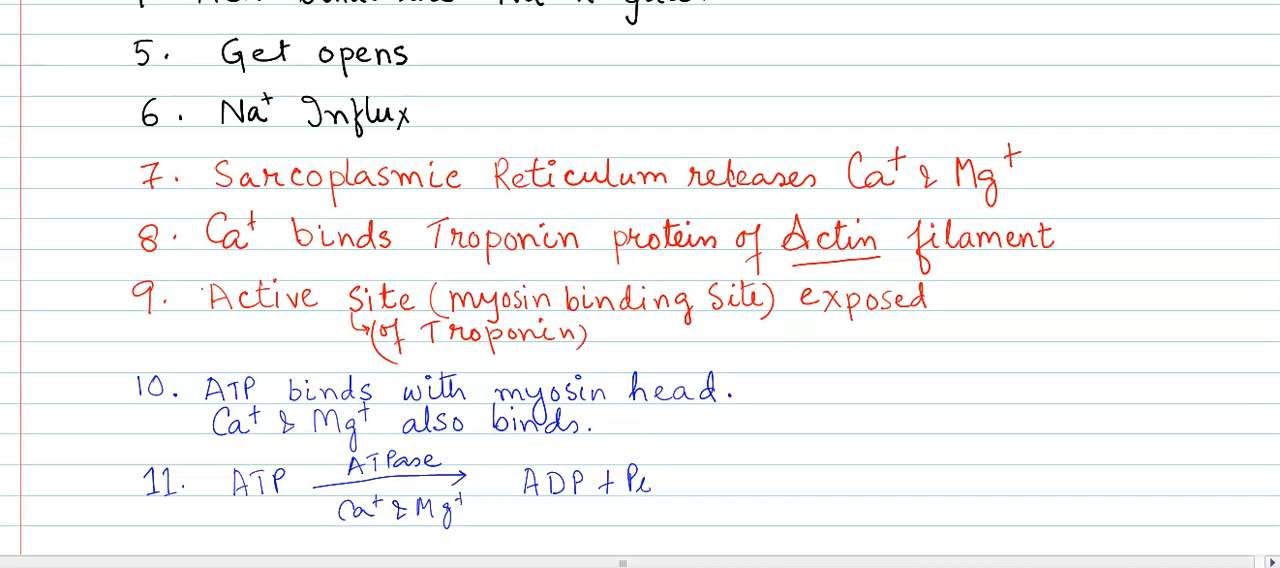 5. Get opens
6. Na⁺ Influx
7. Sarcoplasmic Reticulum releases Ca⁺ & Mg⁺
8. Ca⁺ binds Troponin protein of Actin filament
9. Active Site (myosin binding Site) exposed
↳ (of Troponin)
10. ATP binds with myosin head.
Ca⁺ & Mg⁺ also binds.
ATPase
11. ATP → ADP + Pi
Ca⁺ & Mg⁺